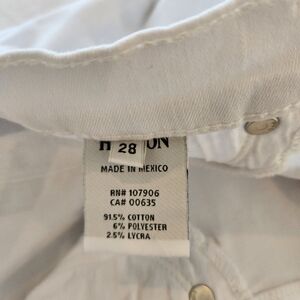 28
MADE IN MEXICO
RN# 107906
CA# 00635
91.5% COTTON
6% POLYESTER
2.5% LYCRA